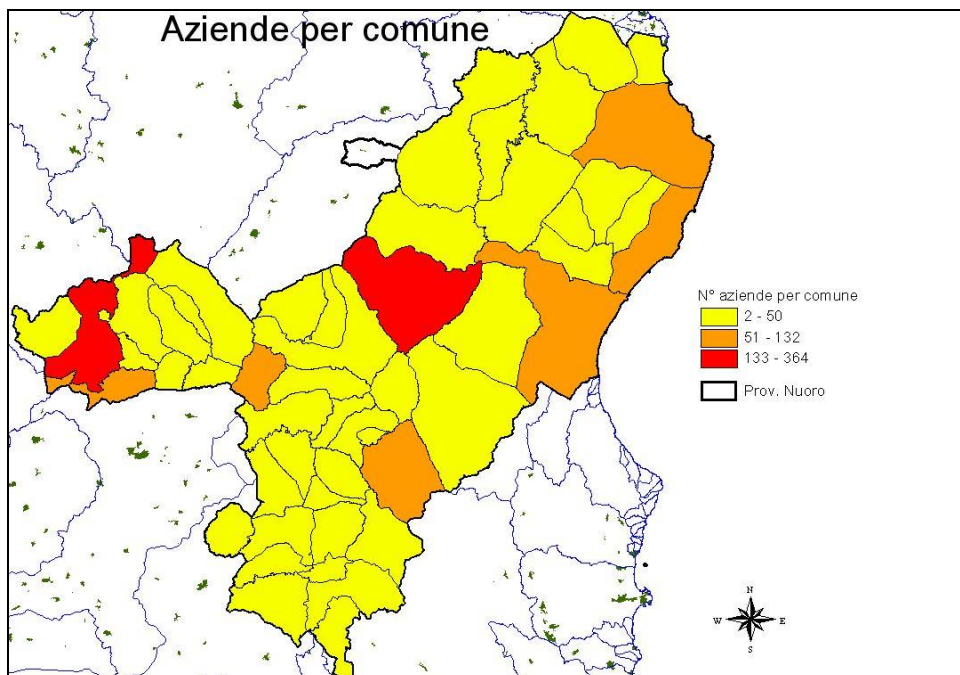 Aziende per comune
N° aziende per comune
2 - 50
51 - 132
133 - 364
Prov. Nuoro
N
W E
S